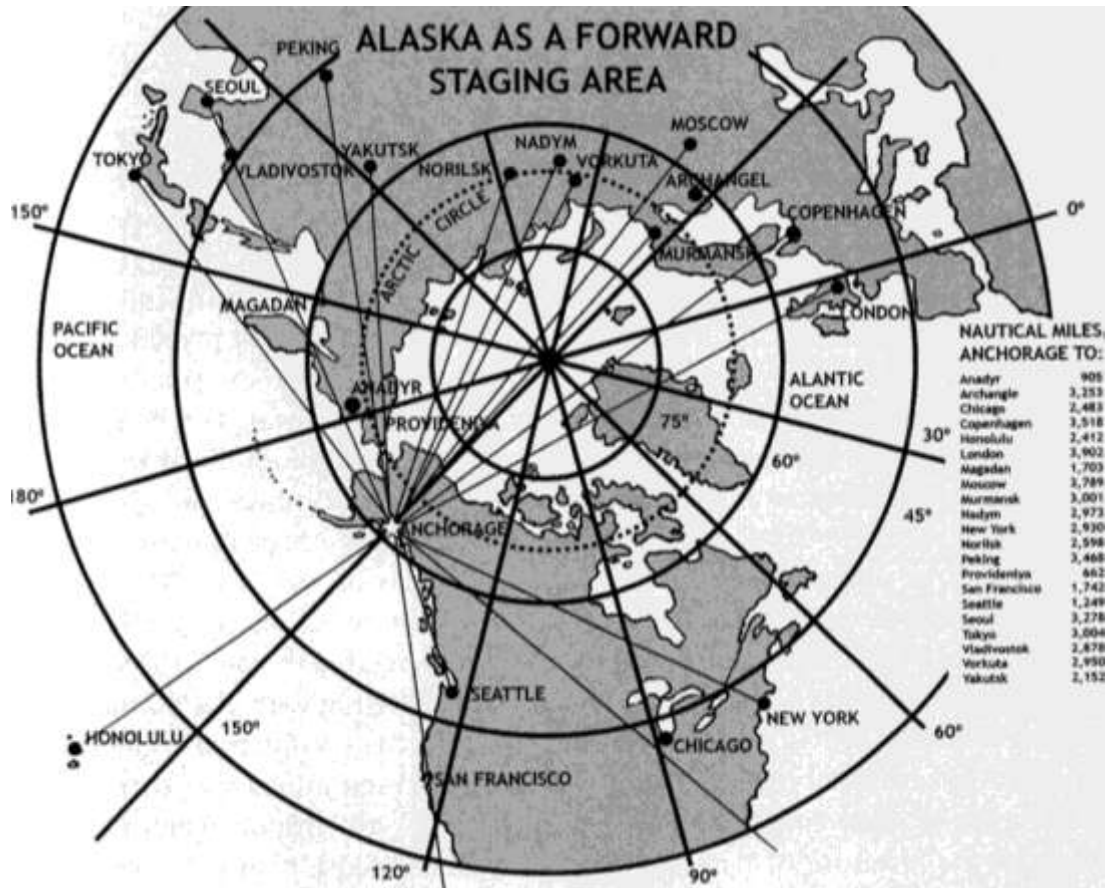 ALASKA AS A FORWARD
STAGING AREA
PEKING
SEOUL
MOSCOW
NADYM
YAKUTSK
VORKUTA
TOKYO
VLADIVOSTOK
NORILSK
ARCHANGEL
CIRCLE
COPENHAGEN
150°
0°
ARCTIC
MURMANSK
MAGADAN
LONDON
PACIFIC
OCEAN
NAUTICAL MILES,
ANCHORAGE TO:
Anadyr 905
Archangle 3,253
Chicago 2,483
Copenhagen 3,518
Honolulu 2,412
London 3,902
Magadan 1,703
Moscow 3,789
Murmansk 3,001
Nadym 2,973
New York 2,930
Norilsk 2,598
Peking 3,468
Provideniya 662
San Francisco 1,742
Seattle 1,249
Seoul 3,278
Tokyo 3,004
Vladivostok 2,878
Vorkuta 2,950
Yakutsk 2,152
ANADYR
ALANTIC
OCEAN
PROVIDENIYA
75°
30°
60°
180°
45°
ANCHORAGE
SEATTLE
NEW YORK
150°
60°
HONOLULU
CHICAGO
SAN FRANCISCO
120°
90°